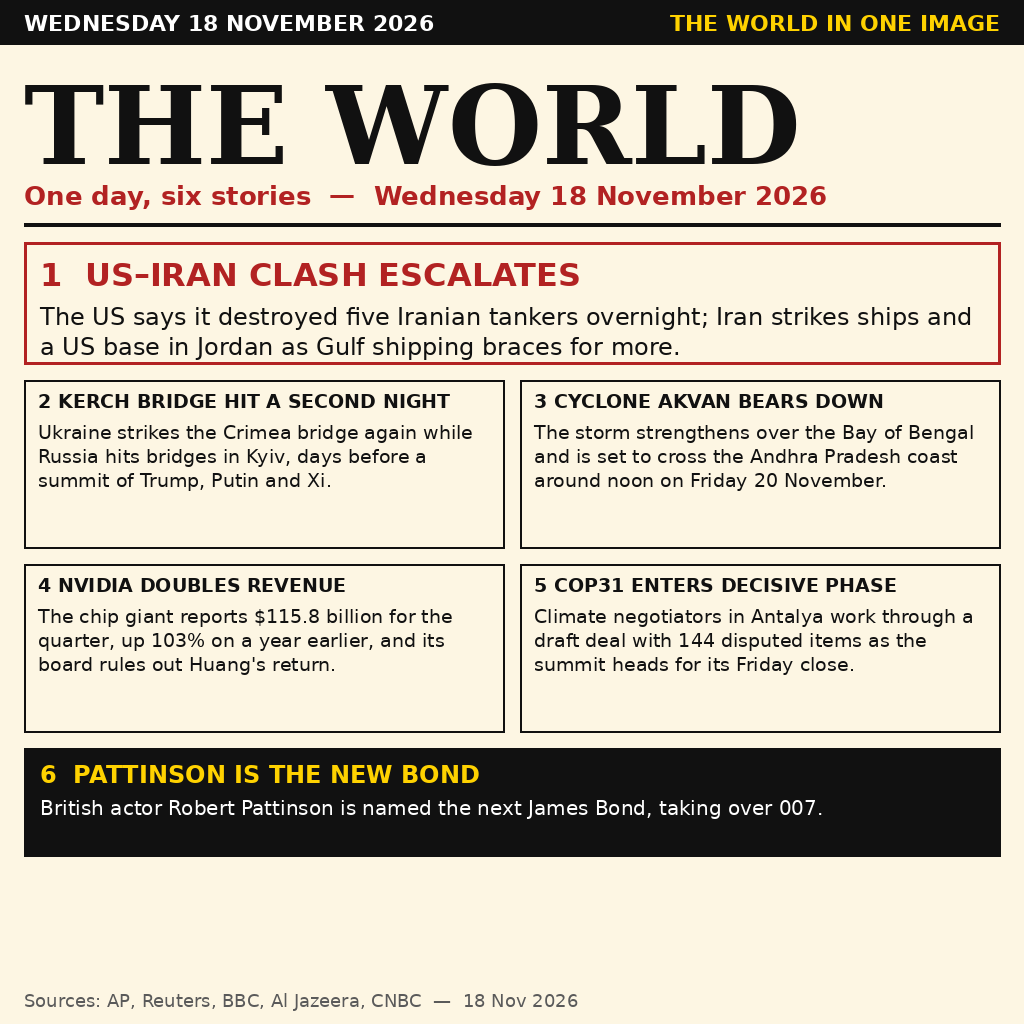 WEDNESDAY 18 NOVEMBER 2026
THE WORLD IN ONE IMAGE
THE WORLD
One day, six stories — Wednesday 18 November 2026
1 US–IRAN CLASH ESCALATES
The US says it destroyed five Iranian tankers overnight; Iran strikes ships and
a US base in Jordan as Gulf shipping braces for more.
2 KERCH BRIDGE HIT A SECOND NIGHT
Ukraine strikes the Crimea bridge again while
Russia hits bridges in Kyiv, days before a
summit of Trump, Putin and Xi.
3 CYCLONE AKVAN BEARS DOWN
The storm strengthens over the Bay of Bengal
and is set to cross the Andhra Pradesh coast
around noon on Friday 20 November.
4 NVIDIA DOUBLES REVENUE
The chip giant reports $115.8 billion for the
quarter, up 103% on a year earlier, and its
board rules out Huang's return.
5 COP31 ENTERS DECISIVE PHASE
Climate negotiators in Antalya work through a
draft deal with 144 disputed items as the
summit heads for its Friday close.
6 PATTINSON IS THE NEW BOND
British actor Robert Pattinson is named the next James Bond, taking over 007.
Sources: AP, Reuters, BBC, Al Jazeera, CNBC — 18 Nov 2026